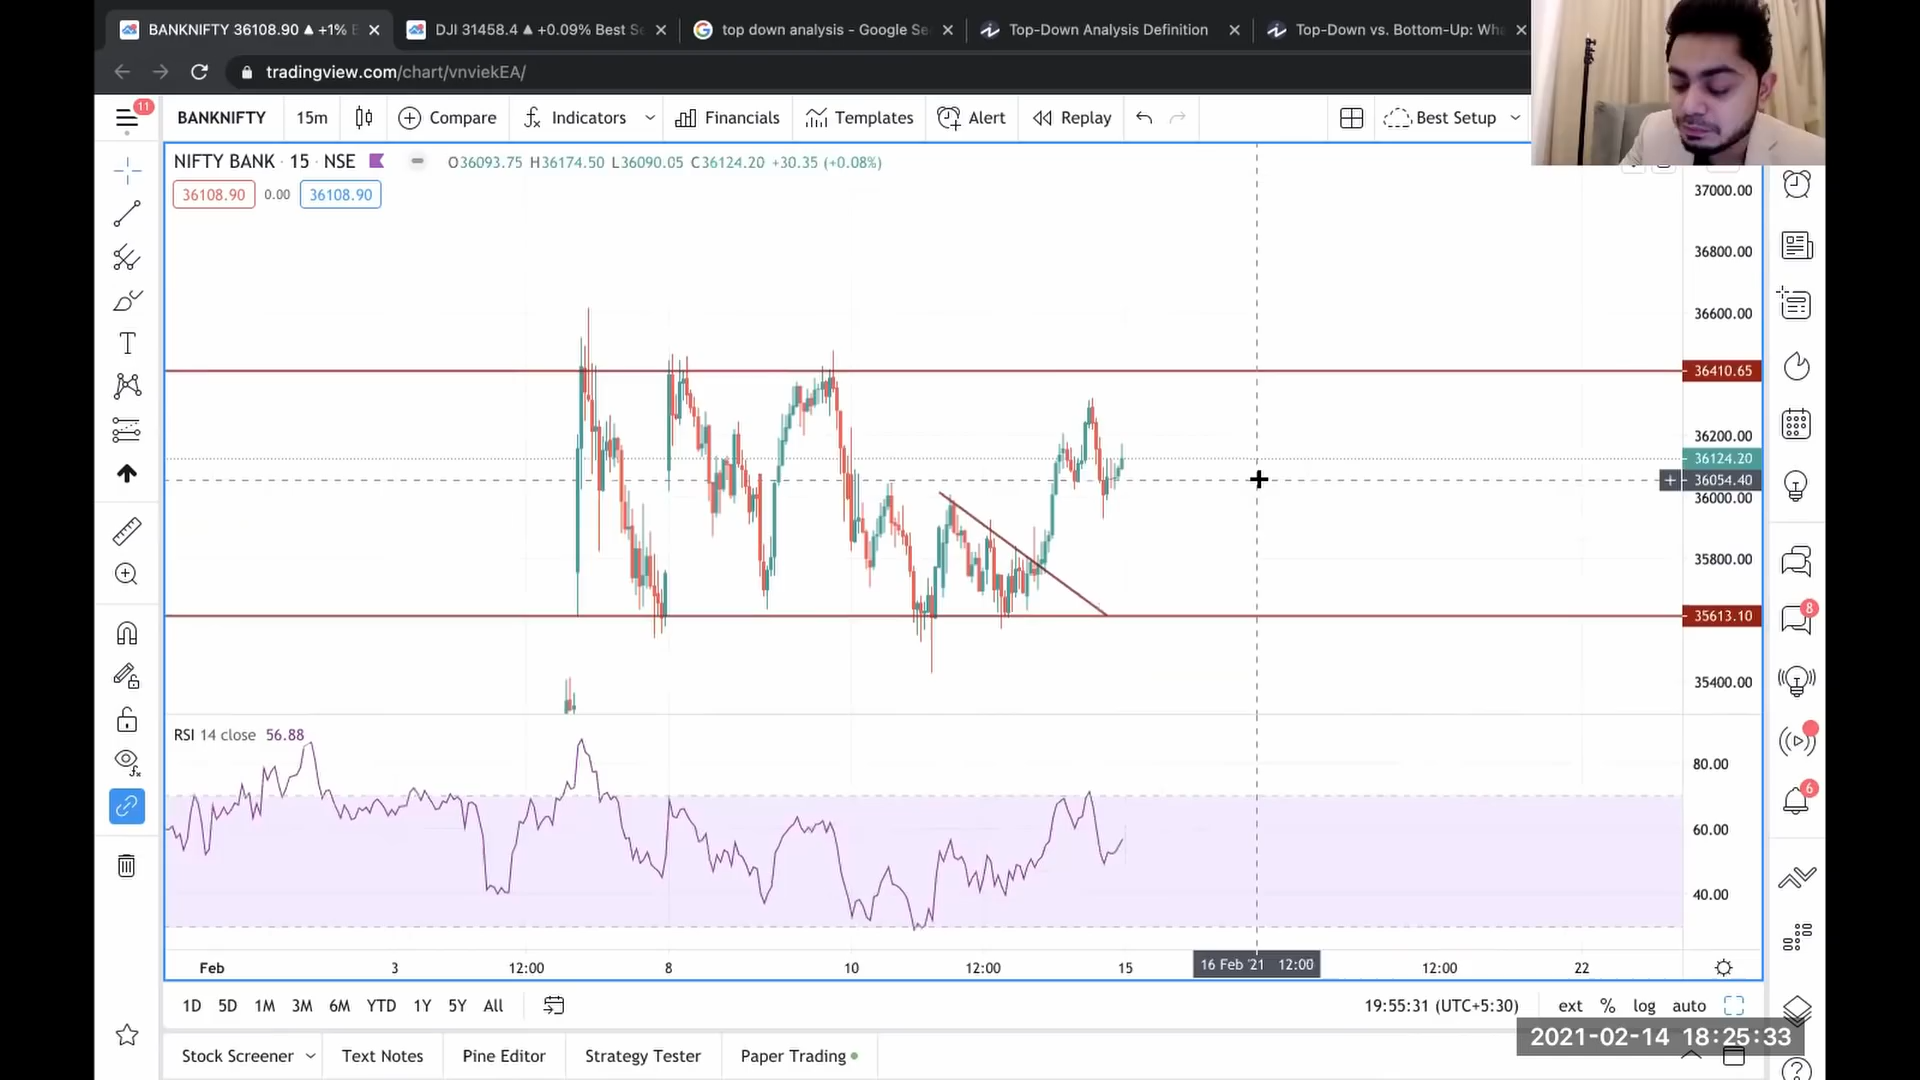 BANKNIFTY 36108.90 ▲ +1%
DJI 31458.4 ▲ +0.09% Best Sc
top down analysis - Google Se
Top-Down Analysis Definition
Top-Down vs. Bottom-Up: Wha
tradingview.com/chart/vnviekEA/
11
BANKNIFTY 15m Compare Indicators Financials Templates Alert Replay Best Setup
NIFTY BANK · 15 · NSE O36093.75 H36174.50 L36090.05 C36124.20 +30.35 (+0.08%)
36108.90 0.00 36108.90
37000.00
36800.00
36600.00
36410.65
36200.00
36124.20
36054.40
36000.00
35800.00
35613.10
35400.00
RSI 14 close 56.88
80.00
60.00
40.00
Feb 3 12:00 8 10 12:00 15 16 Feb '21 12:00 12:00 22
1D 5D 1M 3M 6M YTD 1Y 5Y All 19:55:31 (UTC+5:30) ext % log auto
2021-02-14 18:25:33
Stock Screener Text Notes Pine Editor Strategy Tester Paper Trading
8
6